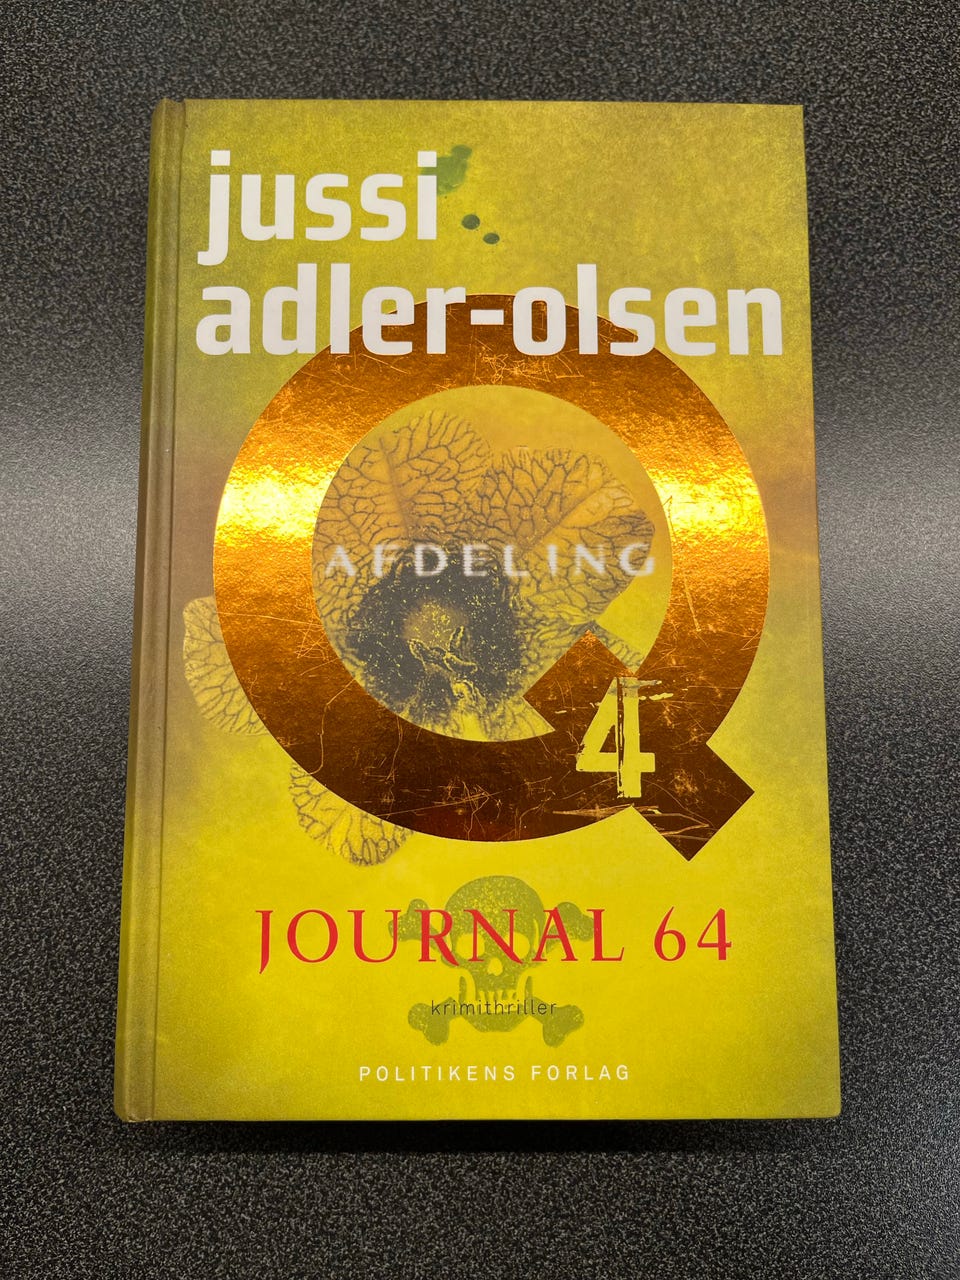 jussi
adler-olsen
AFDELING
Q
4
JOURNAL 64
krimithriller
POLITIKENS FORLAG